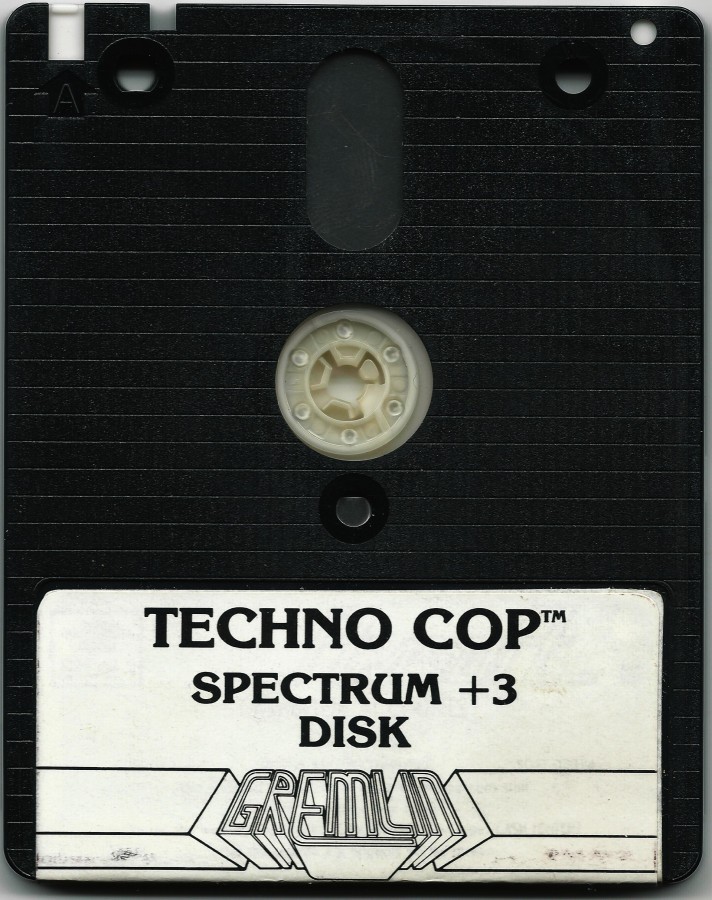 A
TECHNO COP™
SPECTRUM +3
DISK
GREMLIN